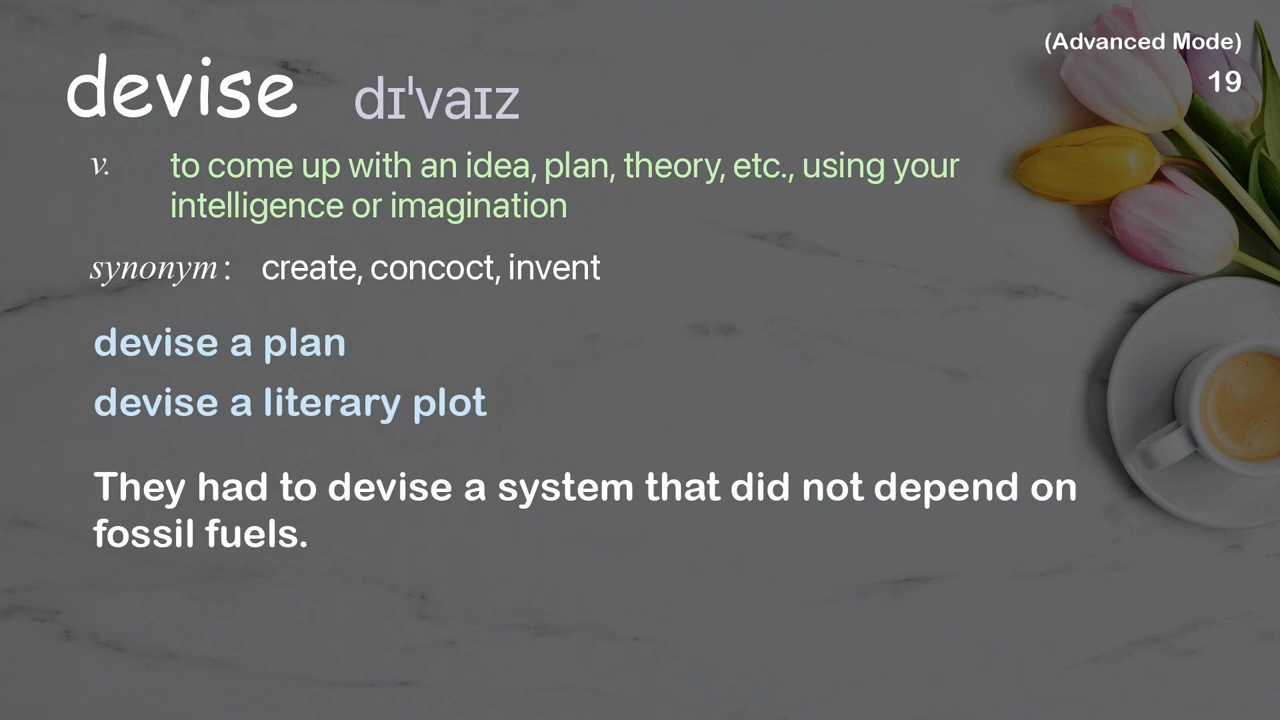 (Advanced Mode)
19
devise dɪˈvaɪz
v. to come up with an idea, plan, theory, etc., using your
intelligence or imagination
synonym: create, concoct, invent
devise a plan
devise a literary plot
They had to devise a system that did not depend on
fossil fuels.